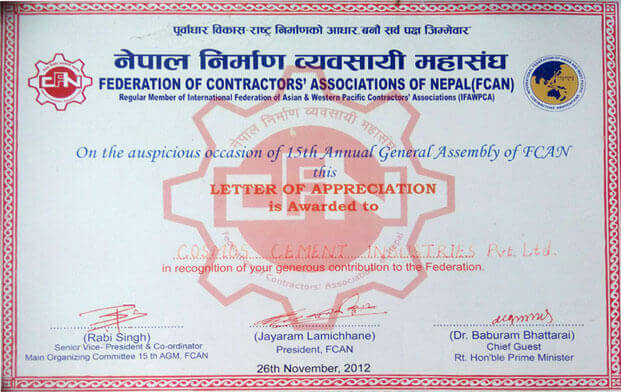 पूर्वाधार विकास-राष्ट्र निर्माणको आधार, बनौं सर्व पक्ष जिम्मेवार
नेपाल निर्माण व्यवसायी महासंघ
FEDERATION OF CONTRACTORS' ASSOCIATIONS OF NEPAL(FCAN)
Regular Member of International Federation of Asian & Western Pacific Contractors' Associations (IFAWPCA)
नेपाल निर्माण व्यवसायी महासंघ
On the auspicious occasion of 15th Annual General Assembly of FCAN
this
LETTER OF APPRECIATION
is Awarded to
COSMOS CEMENT INDUSTRIES Pvt. Ltd.
in recognition of your generous contribution to the Federation.
(Rabi Singh)
Senior Vice- President & Co-ordinator
Main Organizing Committee 15 th AGM, FCAN
(Jayaram Lamichhane)
President, FCAN
(Dr. Baburam Bhattarai)
Chief Guest
Rt. Hon'ble Prime Minister
26th November, 2012